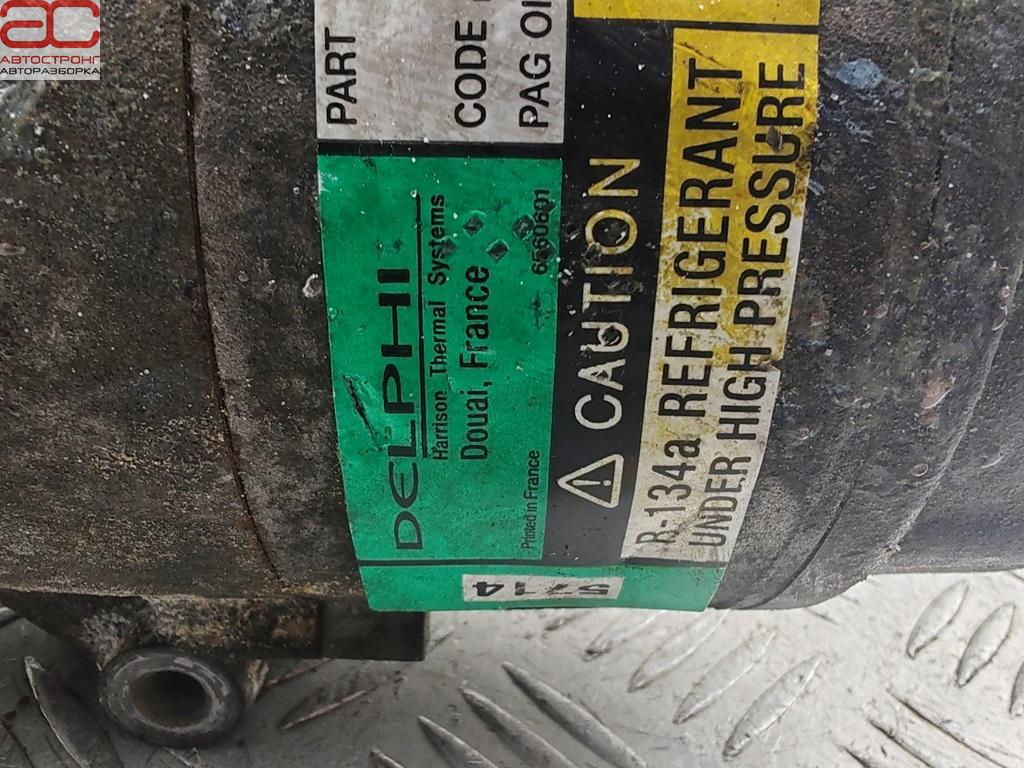 ac
АВТОСТРОНГ
АВТОРАЗБОРКА
PART
CODE
PAG OI
DELPHI
Harrison Thermal Systems
Douai, France
Printed in France
6560601
CAUTION
R-134a REFRIGERANT
UNDER HIGH PRESSURE